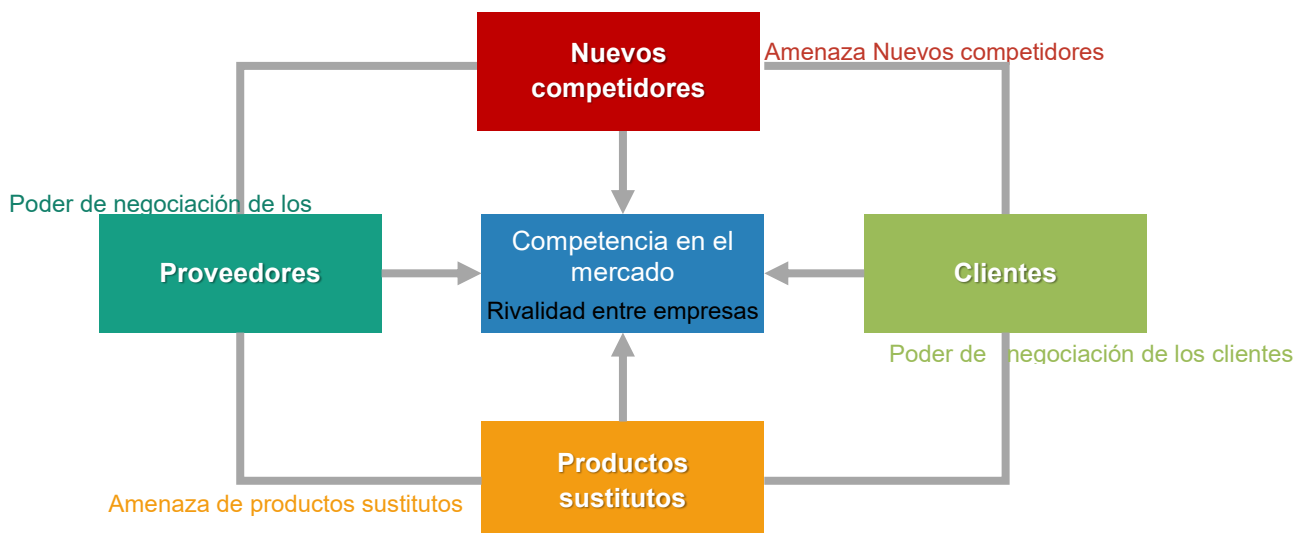 Nuevos
competidores
Amenaza Nuevos competidores
Poder de negociación de los
Proveedores
Competencia en el
mercado
Rivalidad entre empresas
Clientes
Poder de negociación de los clientes
Productos
sustitutos
Amenaza de productos sustitutos